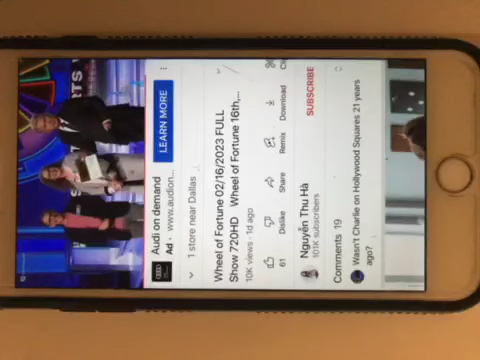 RTS W
Audi on demand
Ad · www.audion...
LEARN MORE
1 store near Dallas
Wheel of Fortune 02/16/2023 FULL
Show 720HD Wheel of Fortune 16th,...
10K views · 1d ago
61
Dislike
Share
Remix
Download
Cli
Nguyễn Thu Hà
101K subscribers
SUBSCRIBE
Comments 19
Wasn't Charlie on Hollywood Squares 21 years
ago?